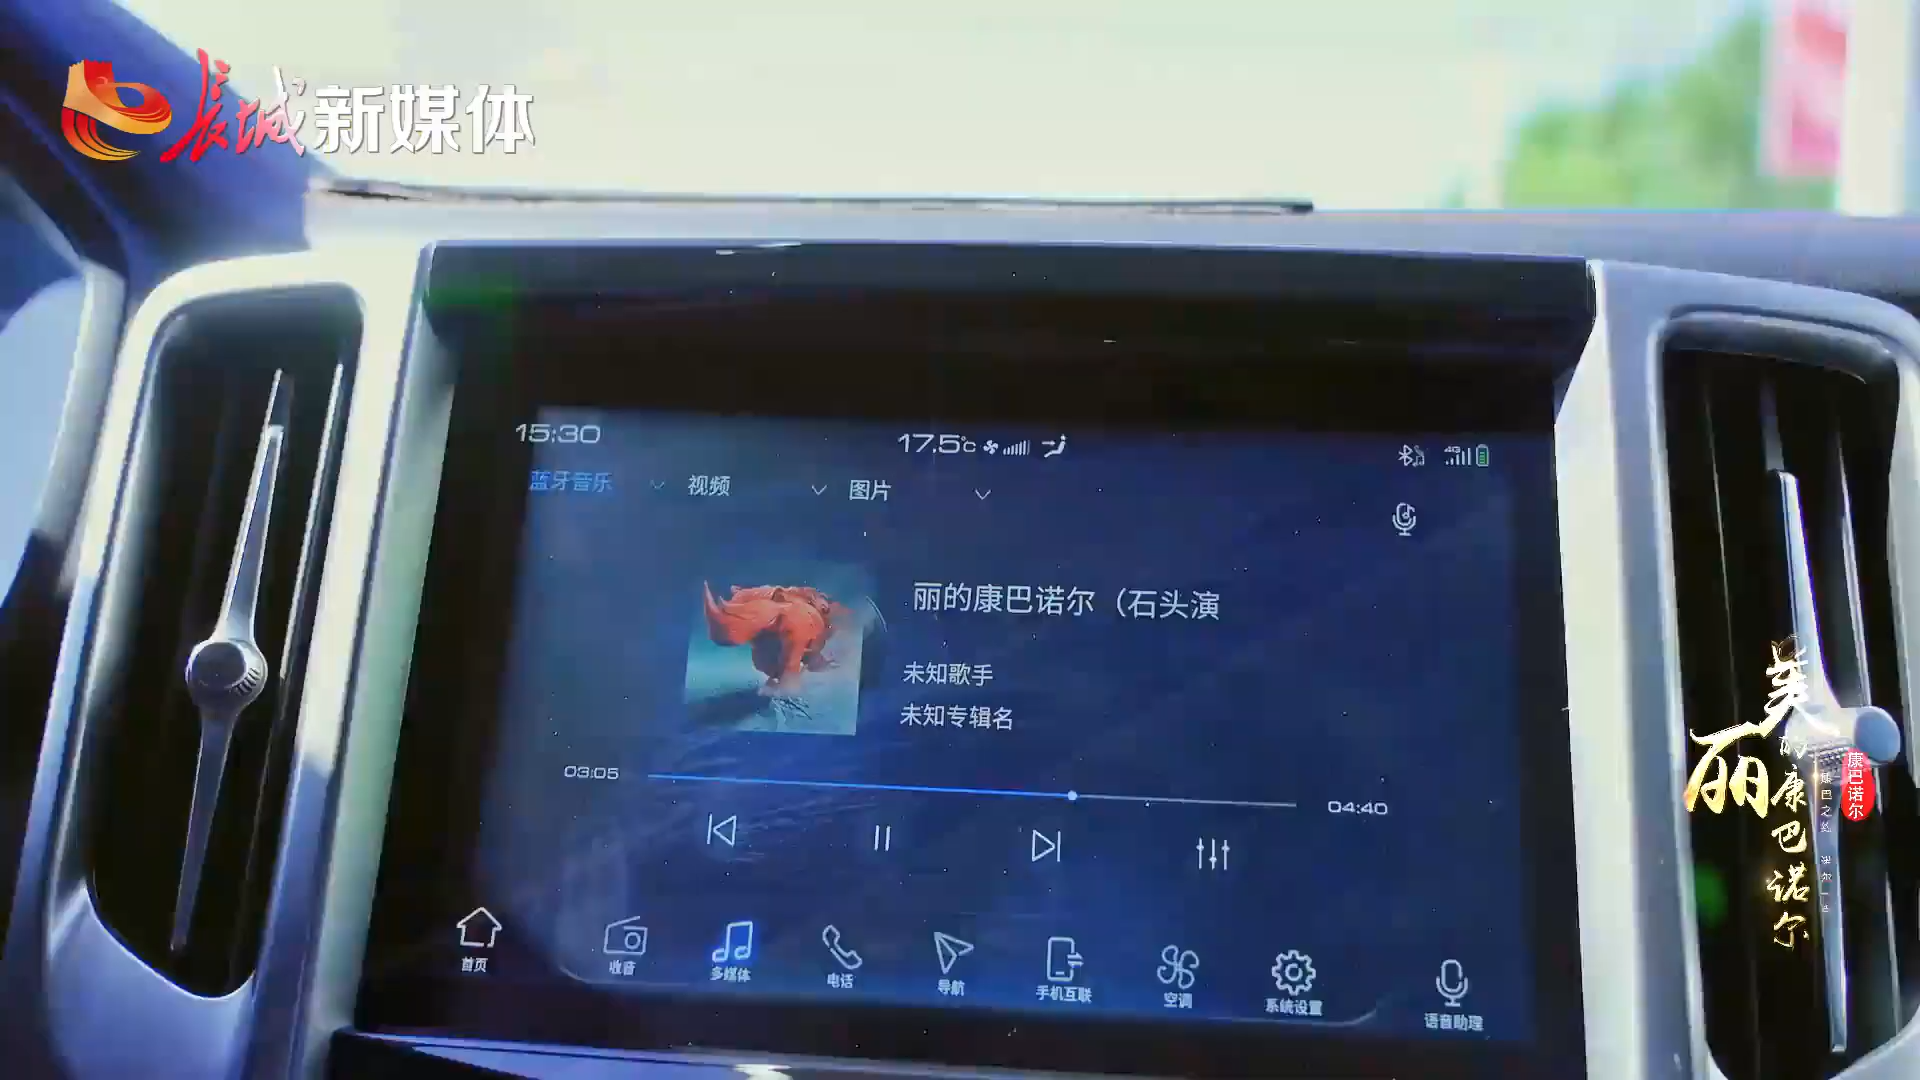 长城新媒体
15:30
17.5℃
4G
蓝牙音乐 视频 图片
丽的康巴诺尔（石头演
未知歌手
未知专辑名
03:05
04:40
首页 收音 多媒体 电话 导航 手机互联 空调 系统设置 语音助理
美丽的康巴诺尔
康巴诺尔